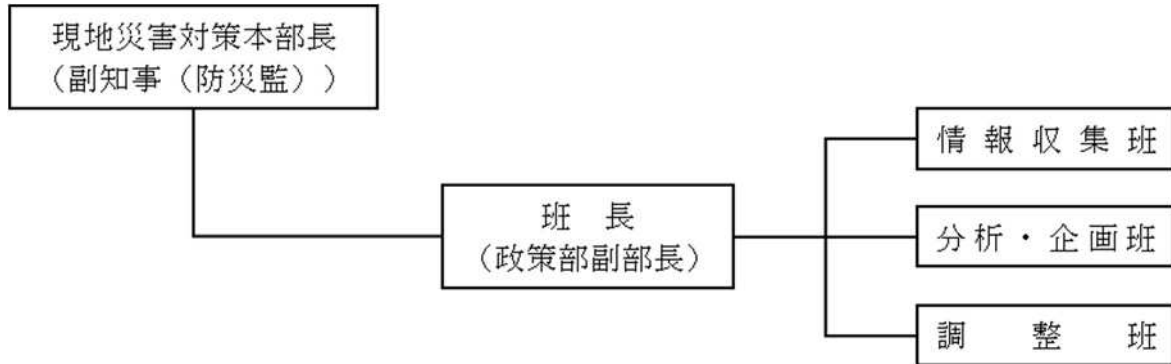 現地災害対策本部長
（副知事（防災監））
班　長
（政策部副部長）
情報収集班
分析・企画班
調整班